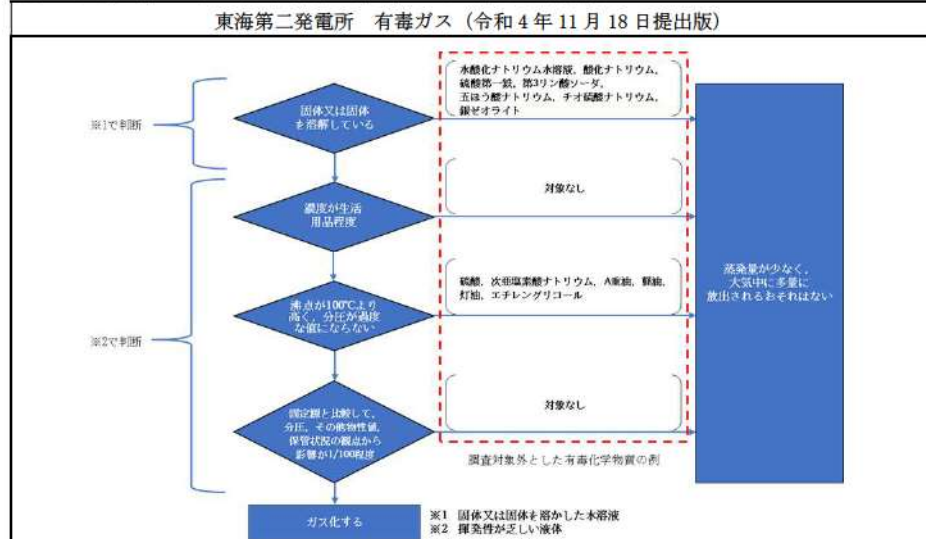 東海第二発電所 有毒ガス(令和4年11月18日提出版)
※1で判断
固体又は固体
を溶解している
水酸化ナトリウム水溶液、酸化ナトリウム、
硫酸第一鉄、第3リン酸ソーダ、
五ほう酸ナトリウム、チオ硫酸ナトリウム、
銀ゼオライト
濃度が生活
用品程度
対象なし
※2で判断
沸点が100℃より
高く、分圧が過度
な値にならない
硫酸、次亜塩素酸ナトリウム、A重油、軽油、
灯油、エチレングリコール
固定源と比較して、
分圧、その他物性値、
保管状況の観点から
影響が1/100程度
対象なし
蒸発量が少なく、
大気中に多量に
放出されるおそれはない
調査対象外とした有毒化学物質の例
ガス化する
※1 固体又は固体を溶かした水溶液
※2 揮発性が乏しい液体